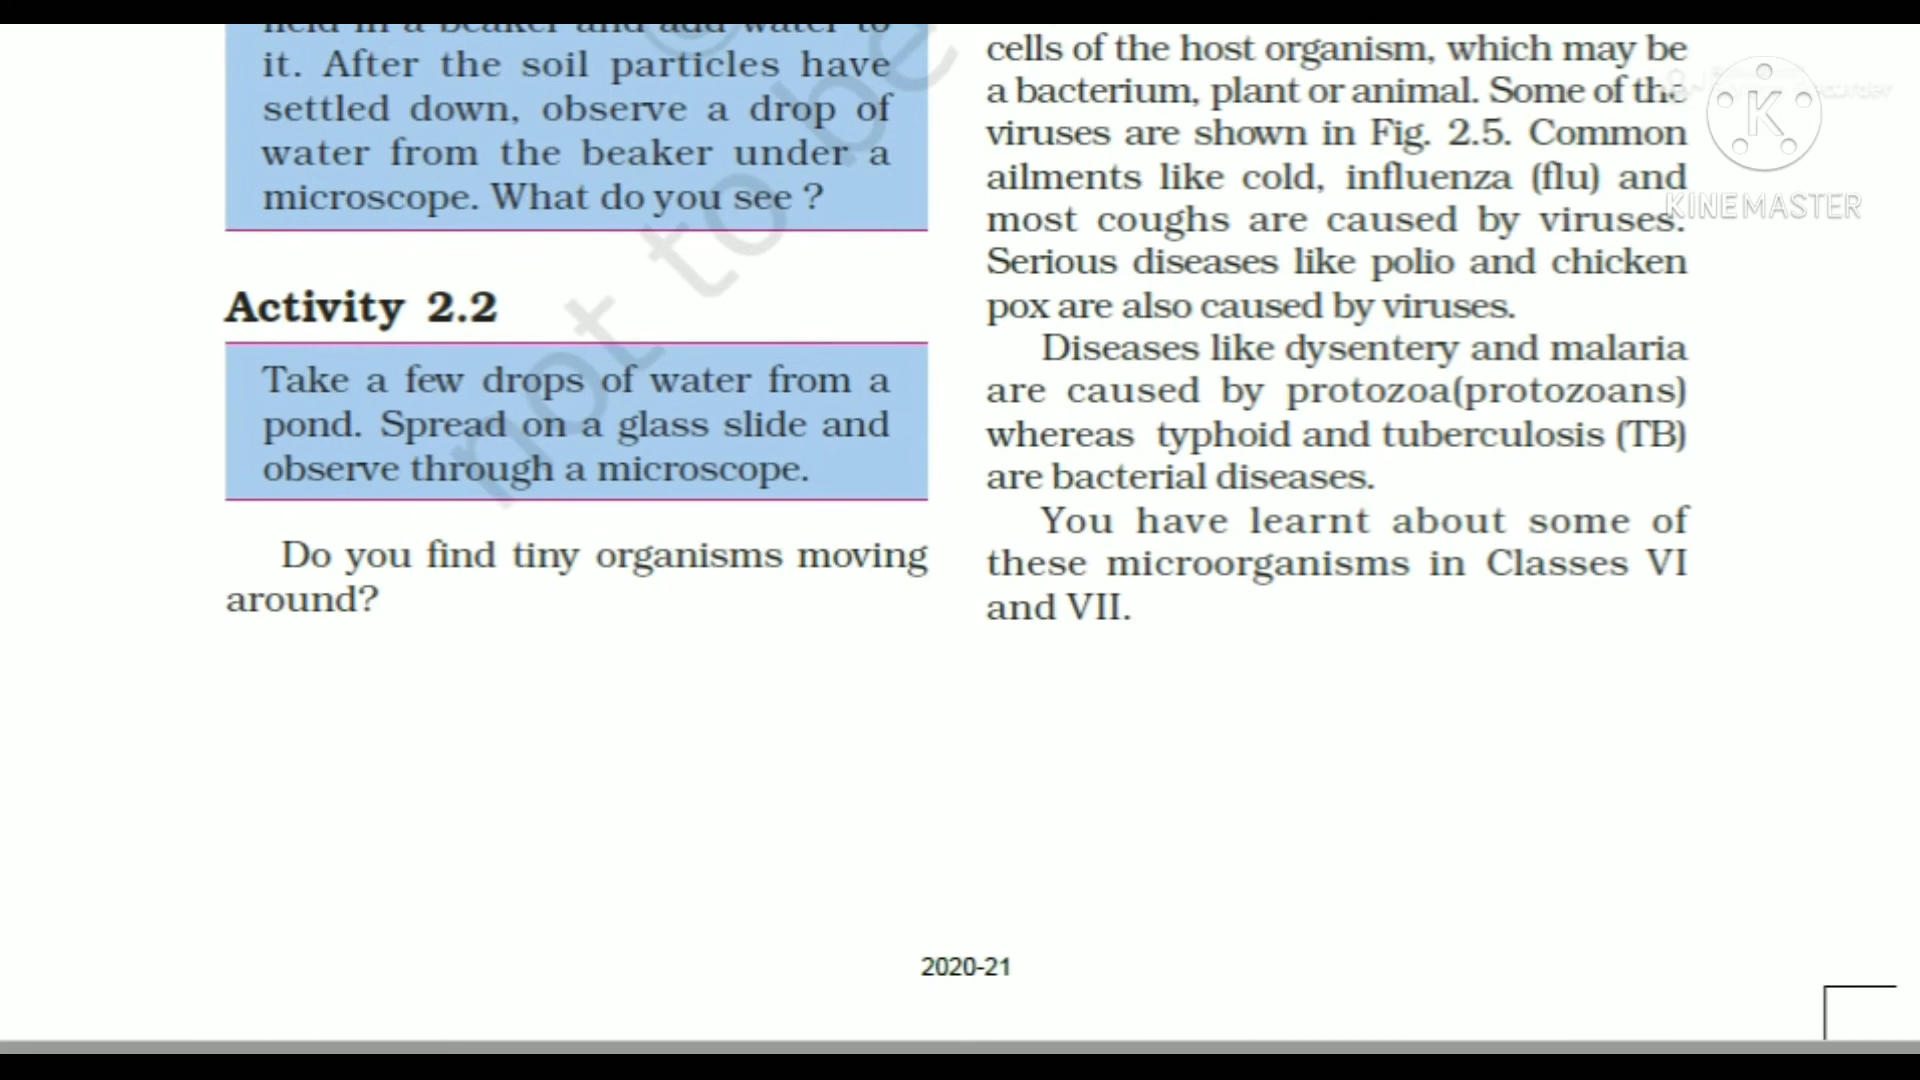 held in a beaker and add water to
it. After the soil particles have
settled down, observe a drop of
water from the beaker under a
microscope. What do you see ?
Activity 2.2
Take a few drops of water from a
pond. Spread on a glass slide and
observe through a microscope.
Do you find tiny organisms moving
around?
cells of the host organism, which may be
a bacterium, plant or animal. Some of the
viruses are shown in Fig. 2.5. Common
ailments like cold, influenza (flu) and
most coughs are caused by viruses.
Serious diseases like polio and chicken
pox are also caused by viruses.
Diseases like dysentery and malaria
are caused by protozoa(protozoans)
whereas typhoid and tuberculosis (TB)
are bacterial diseases.
You have learnt about some of
these microorganisms in Classes VI
and VII.
not to be
K
KINEMASTER
2020-21